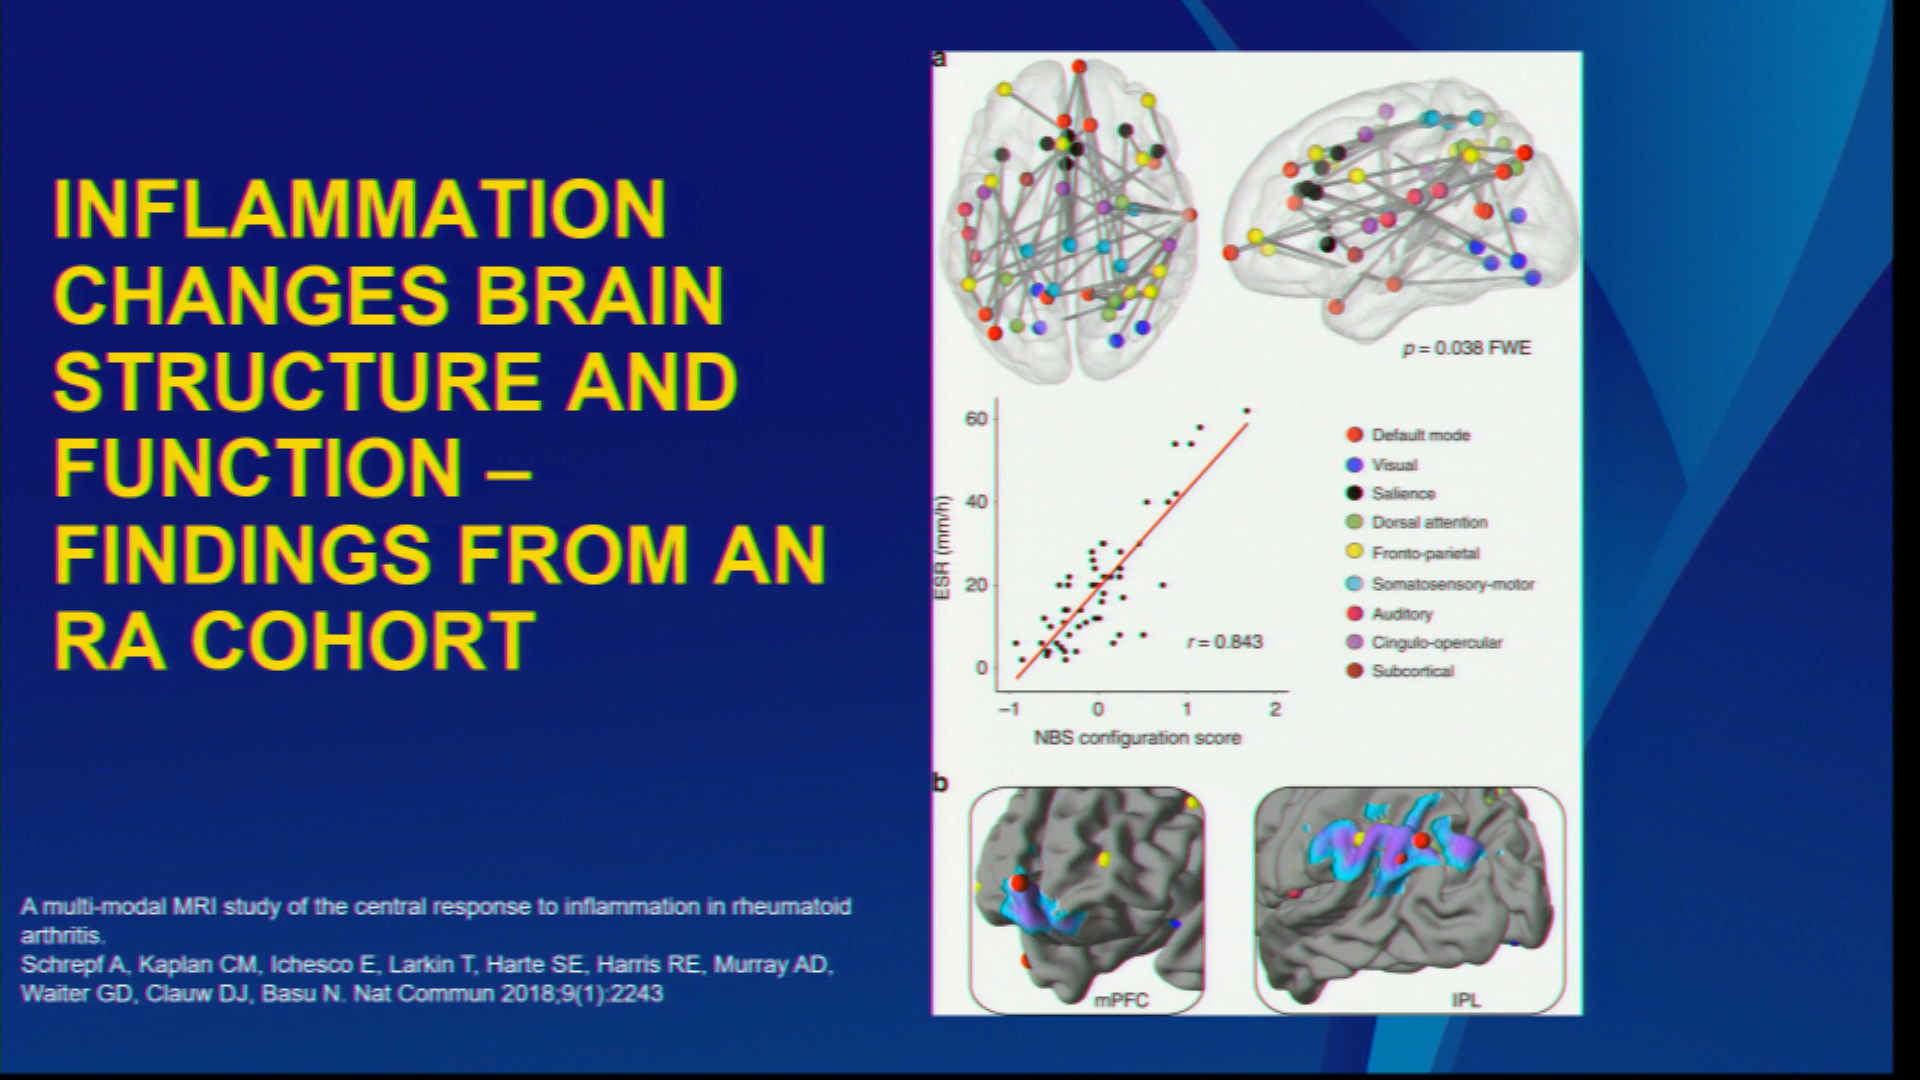 INFLAMMATION
CHANGES BRAIN
STRUCTURE AND
FUNCTION –
FINDINGS FROM AN
RA COHORT
A multi-modal MRI study of the central response to inflammation in rheumatoid
arthritis.
Schrepf A, Kaplan CM, Ichesco E, Larkin T, Harte SE, Harris RE, Murray AD,
Waiter GD, Clauw DJ, Basu N. Nat Commun 2018;9(1):2243
a
p = 0.038 FWE
60
40
20
0
ESR (mm/h)
r = 0.843
–1 0 1 2
NBS configuration score
Default mode
Visual
Salience
Dorsal attention
Fronto-parietal
Somatosensory-motor
Auditory
Cingulo-opercular
Subcortical
b
mPFC
IPL